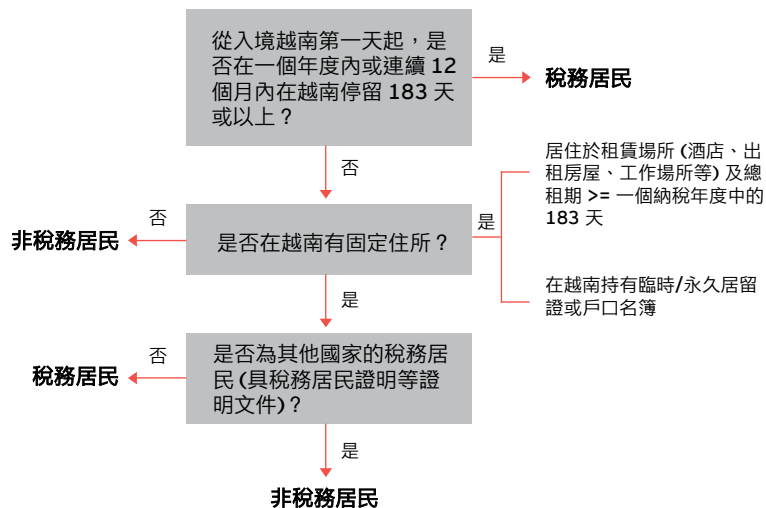 從入境越南第一天起，是
否在一個年度內或連續 12
個月內在越南停留 183 天
或以上？
是
稅務居民
否
居住於租賃場所 (酒店、出
租房屋、工作場所等) 及總
租期 >= 一個納稅年度中的
183 天
非稅務居民
否
是否在越南有固定住所？
是
在越南持有臨時/永久居留
證或戶口名簿
是
稅務居民
否
是否為其他國家的稅務居
民 (具稅務居民證明等證
明文件)？
是
非稅務居民